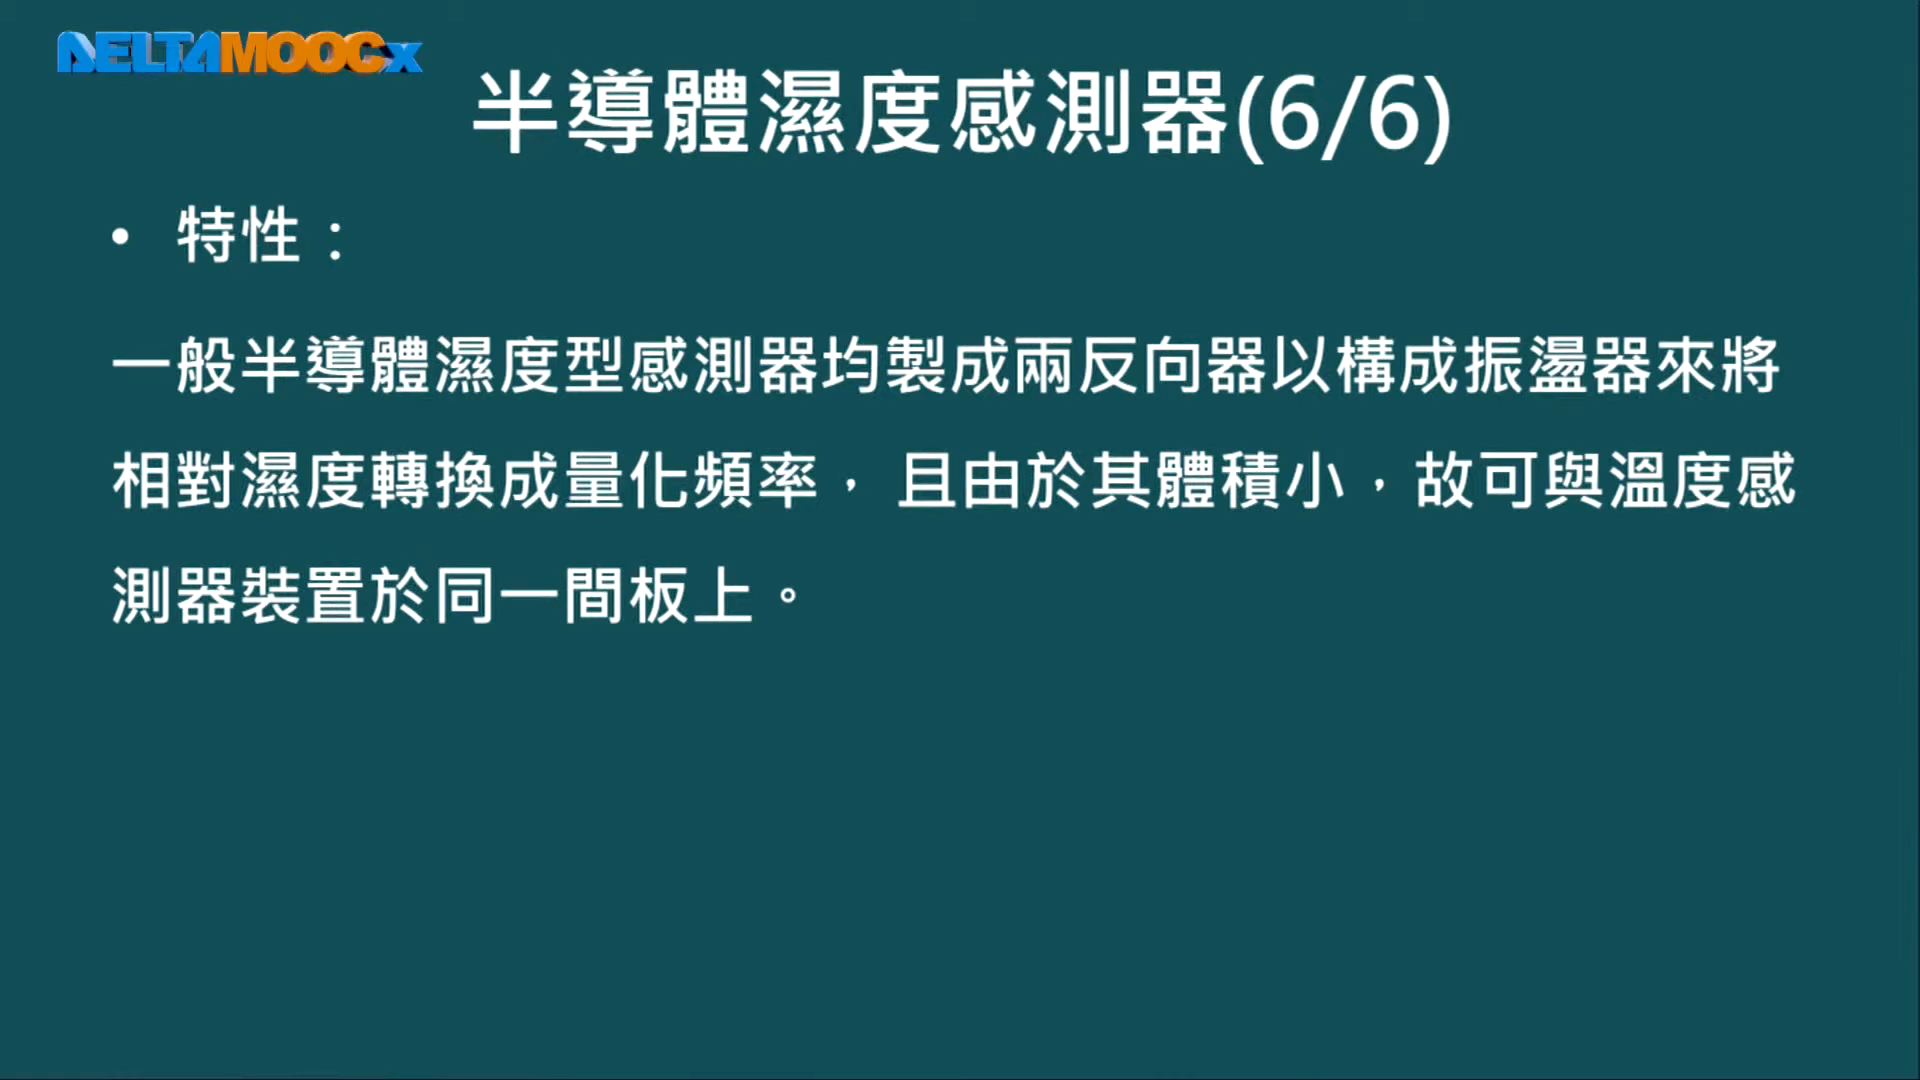 DELTAMOOCx
半導體濕度感測器(6/6)
• 特性：
一般半導體濕度型感測器均製成兩反向器以構成振盪器來將
相對濕度轉換成量化頻率， 且由於其體積小，故可與溫度感
測器裝置於同一間板上。